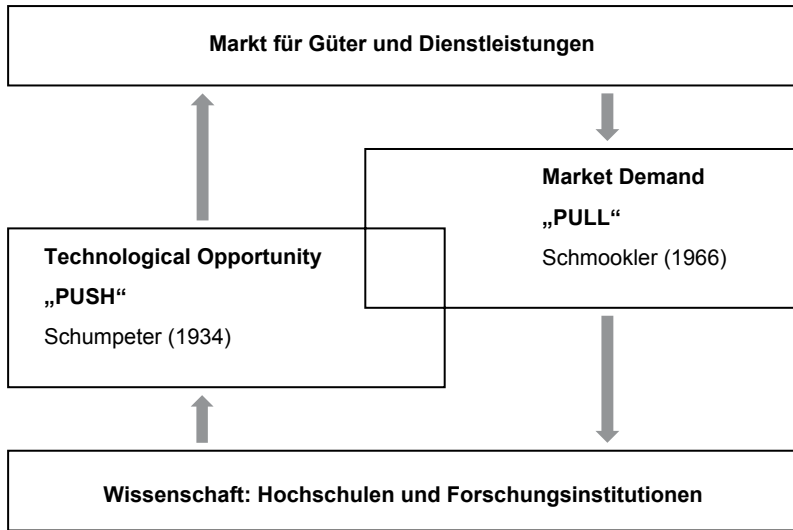 Markt für Güter und Dienstleistungen
Market Demand
„PULL“
Schmookler (1966)
Technological Opportunity
„PUSH“
Schumpeter (1934)
Wissenschaft: Hochschulen und Forschungsinstitutionen